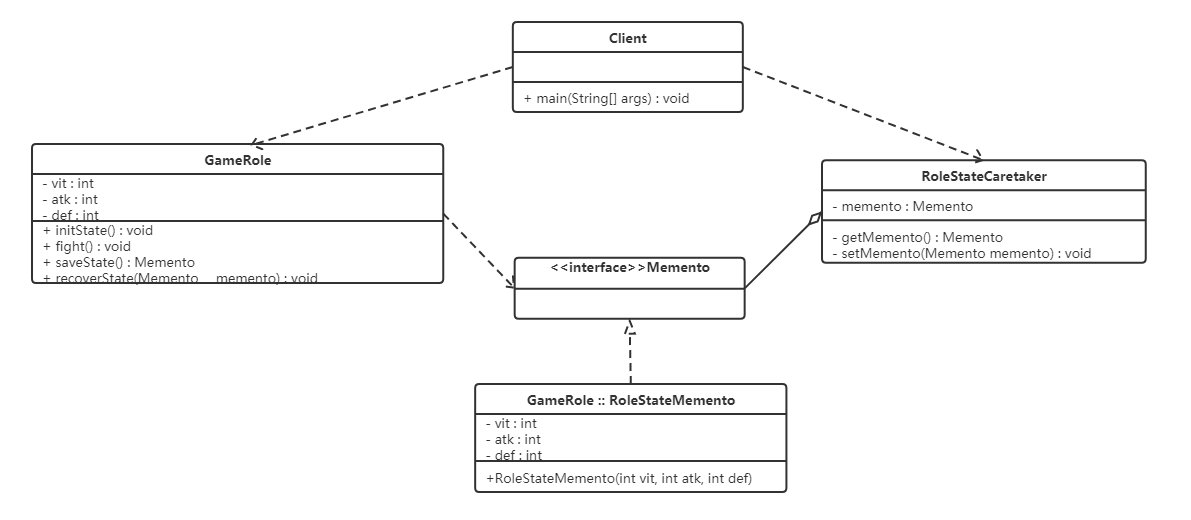 Client
+ main(String[] args) : void
GameRole
- vit : int
- atk : int
- def : int
+ initState() : void
+ fight() : void
+ saveState() : Memento
+ recoverState(Memento memento) : void
RoleStateCaretaker
- memento : Memento
- getMemento() : Memento
- setMemento(Memento memento) : void
<<interface>>Memento
GameRole :: RoleStateMemento
- vit : int
- atk : int
- def : int
+RoleStateMemento(int vit, int atk, int def)